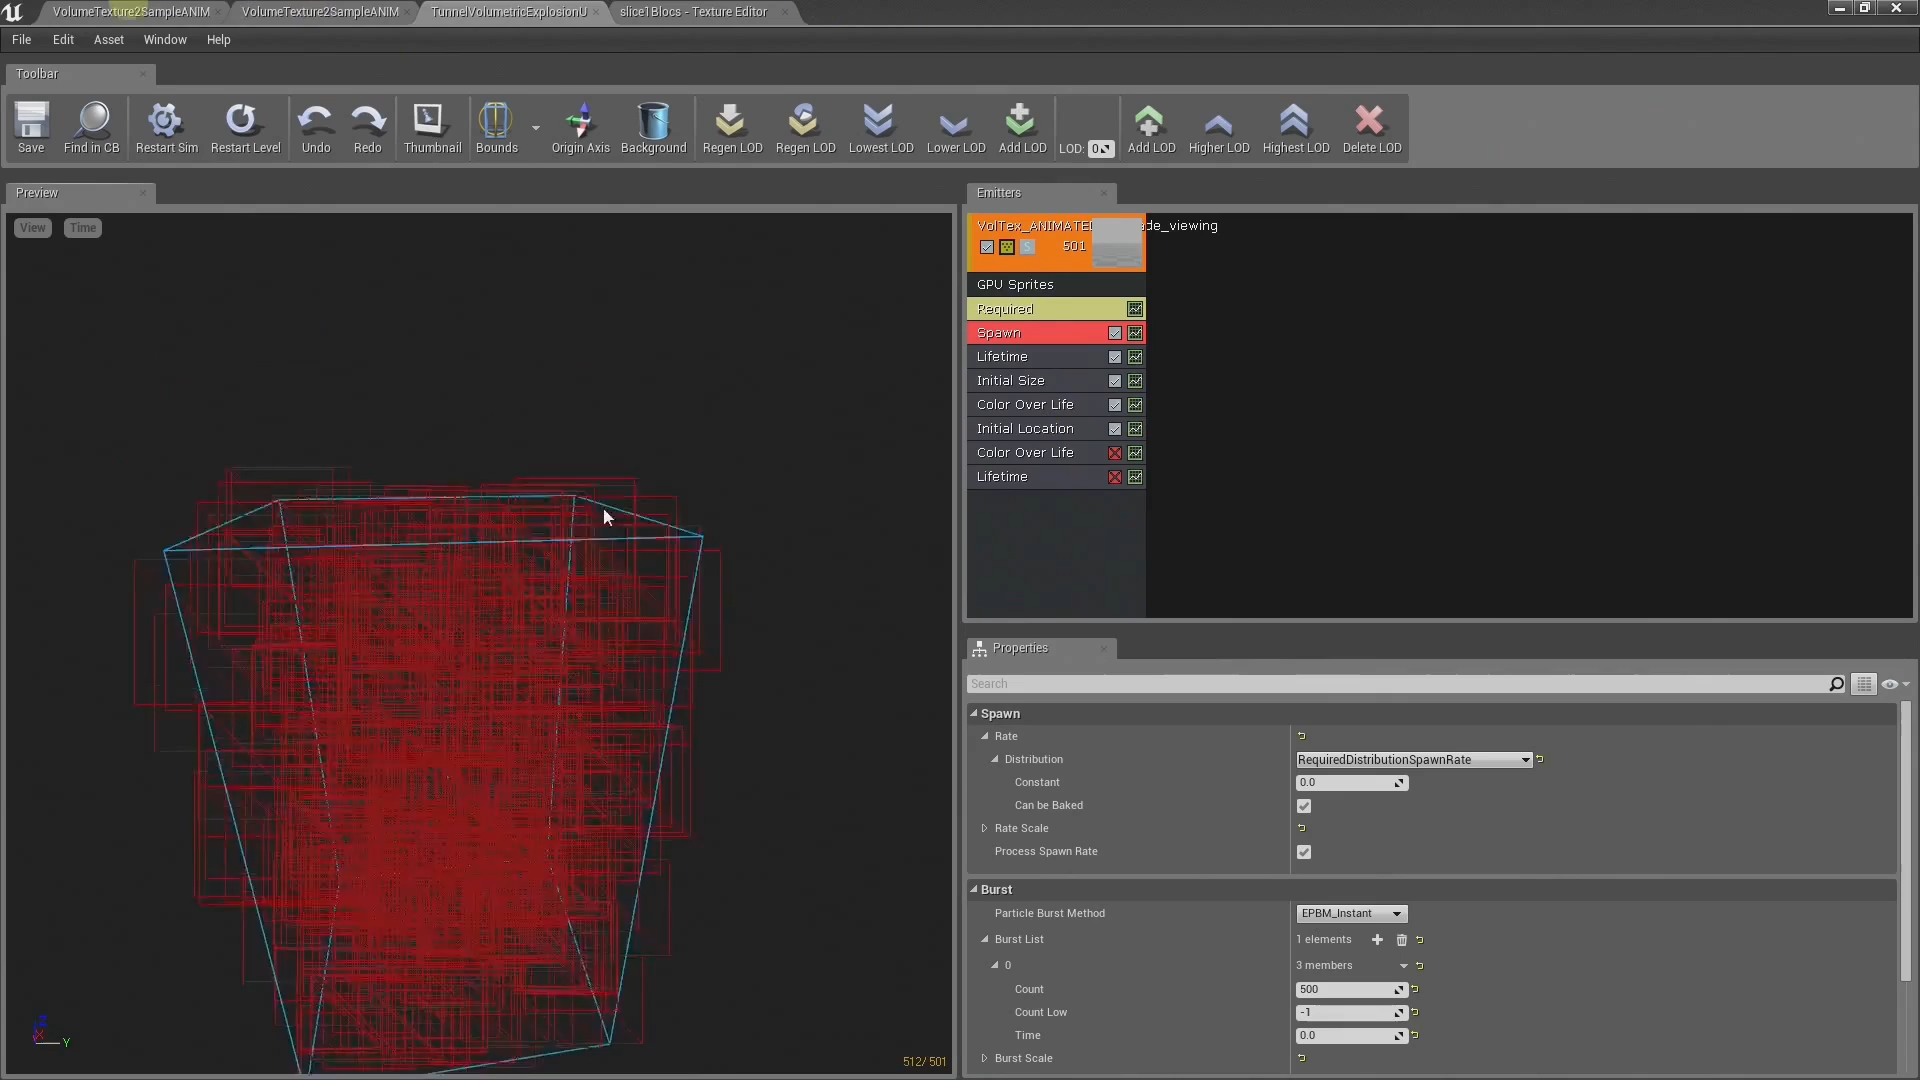 VolumeTexture2SampleANIM
VolumeTexture2SampleANIM
TunnelVolumetricExplosionU
slice1Blocs - Texture Editor
File Edit Asset Window Help
Toolbar
Save
Find in CB
Restart Sim
Restart Level
Undo
Redo
Thumbnail
Bounds
Origin Axis
Background
Regen LOD
Regen LOD
Lowest LOD
Lower LOD
Add LOD
LOD: 0
Add LOD
Higher LOD
Highest LOD
Delete LOD
Preview
View
Time
Y
512/ 501
Emitters
VolTex_ANIMATE
de_viewing
S
501
GPU Sprites
Required
Spawn
Lifetime
Initial Size
Color Over Life
Initial Location
Color Over Life
Lifetime
Properties
Search
Spawn
Rate
Distribution RequiredDistributionSpawnRate
Constant 0.0
Can be Baked
Rate Scale
Process Spawn Rate
Burst
Particle Burst Method EPBM_Instant
Burst List 1 elements
0 3 members
Count 500
Count Low -1
Time 0.0
Burst Scale